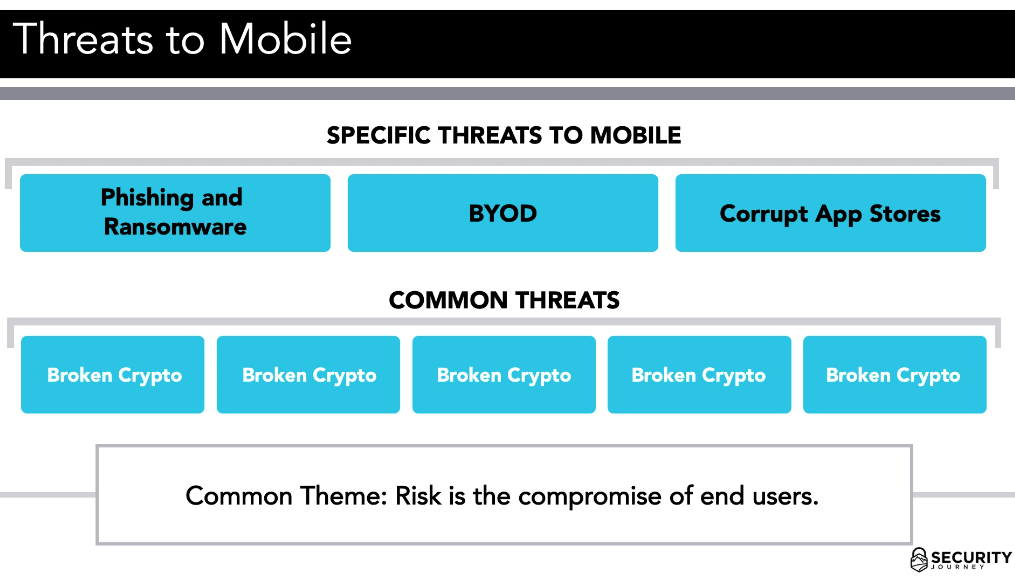 Threats to Mobile
SPECIFIC THREATS TO MOBILE
Phishing and
Ransomware
BYOD
Corrupt App Stores
COMMON THREATS
Broken Crypto
Broken Crypto
Broken Crypto
Broken Crypto
Broken Crypto
Common Theme: Risk is the compromise of end users.
SECURITY
JOURNEY